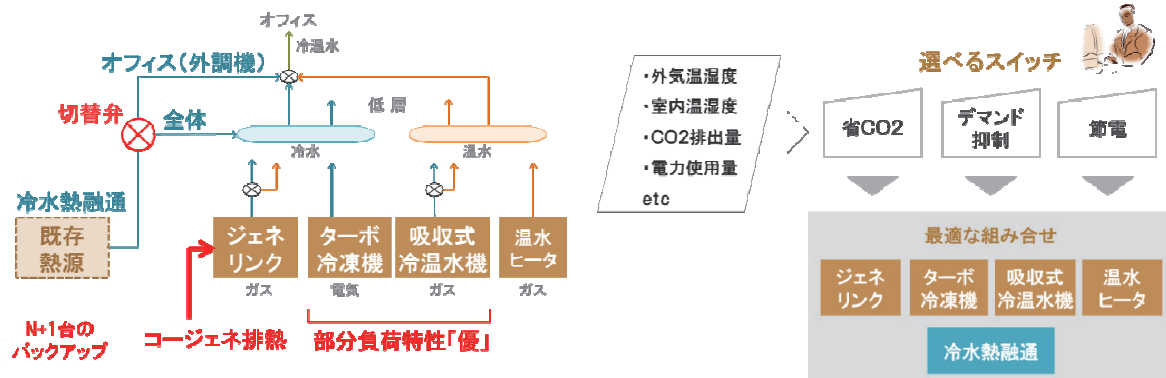 オフィス
冷温水
オフィス(外調機)
切替弁
全体
低層
冷水
温水
冷水熱融通
既存
熱源
ジェネ
リンク
ターボ
冷凍機
吸収式
冷温水機
温水
ヒータ
ガス
電気
ガス
ガス
N+1台の
バックアップ
コージェネ排熱
部分負荷特性「優」
・外気温湿度
・室内温湿度
・CO2排出量
・電力使用量
etc
選べるスイッチ
省CO2
デマンド
抑制
節電
最適な組み合せ
ジェネ
リンク
ターボ
冷凍機
吸収式
冷温水機
温水
ヒータ
冷水熱融通